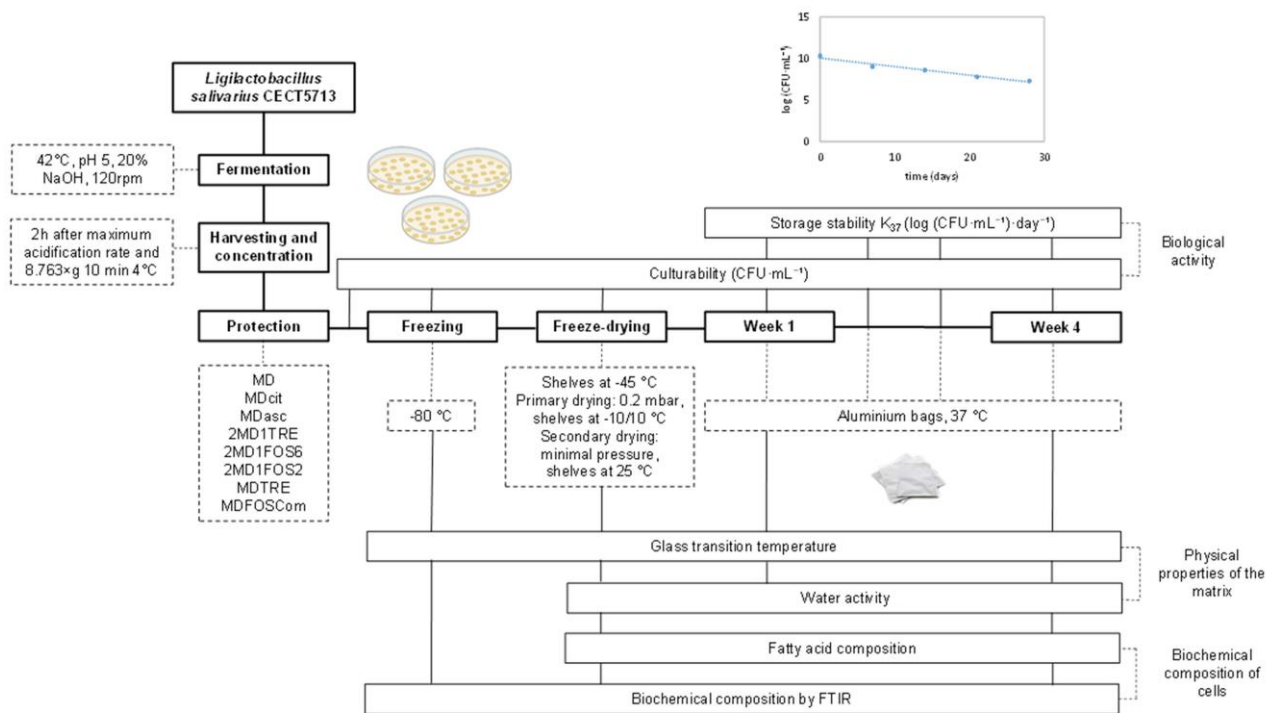 15
10
5
0
log (CFU·mL⁻¹)
0
10
20
30
time (days)
Ligilactobacillus
salivarius CECT5713
42°C, pH 5, 20%
NaOH, 120rpm
Fermentation
2h after maximum
acidification rate and
8.763×g 10 min 4°C
Harvesting and
concentration
Storage stability K₃₇ (log (CFU·mL⁻¹)·day⁻¹)
Culturability (CFU·mL⁻¹)
Biological
activity
Protection
Freezing
Freeze-drying
Week 1
Week 4
MD
MDcit
MDasc
2MD1TRE
2MD1FOS6
2MD1FOS2
MDTRE
MDFOSCom
-80 °C
Shelves at -45 °C
Primary drying: 0.2 mbar,
shelves at -10/10 °C
Secondary drying:
minimal pressure,
shelves at 25 °C
Aluminium bags, 37 °C
Glass transition temperature
Water activity
Physical
properties of the
matrix
Fatty acid composition
Biochemical composition by FTIR
Biochemical
composition of
cells